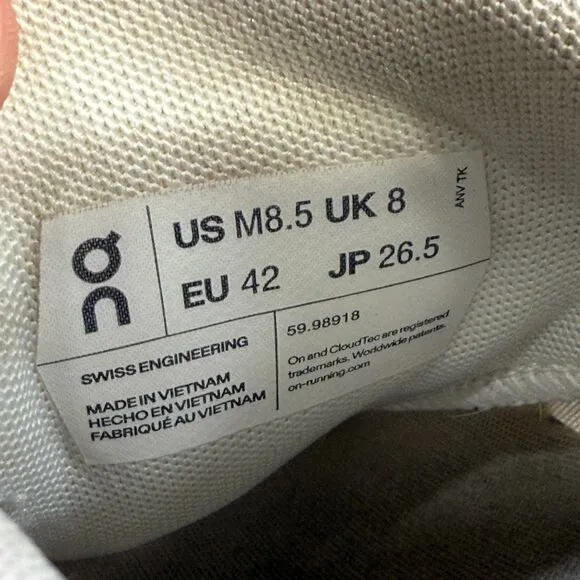 US M8.5 UK 8
EU 42 JP 26.5
ANV TK
SWISS ENGINEERING
MADE IN VIETNAM
HECHO EN VIETNAM
FABRIQUÉ AU VIETNAM
59.98918
On and CloudTec are registered
trademarks. Worldwide patents.
on-running.com